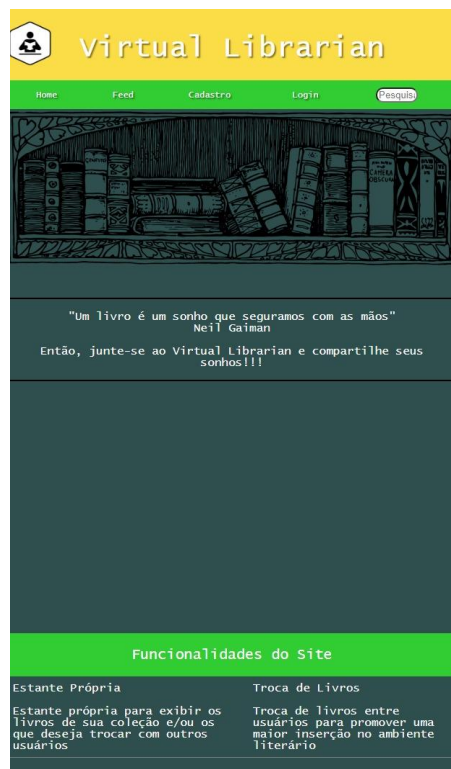 Virtual Librarian
Home Feed Cadastro Login Pesquis
CAMERA
OBSCURA
"Um livro é um sonho que seguramos com as mãos"
Neil Gaiman
Então, junte-se ao Virtual Librarian e compartilhe seus
sonhos!!!
Funcionalidades do Site
Estante Própria
Estante própria para exibir os
livros de sua coleção e/ou os
que deseja trocar com outros
usuários
Troca de Livros
Troca de livros entre
usuários para promover uma
maior inserção no ambiente
literário